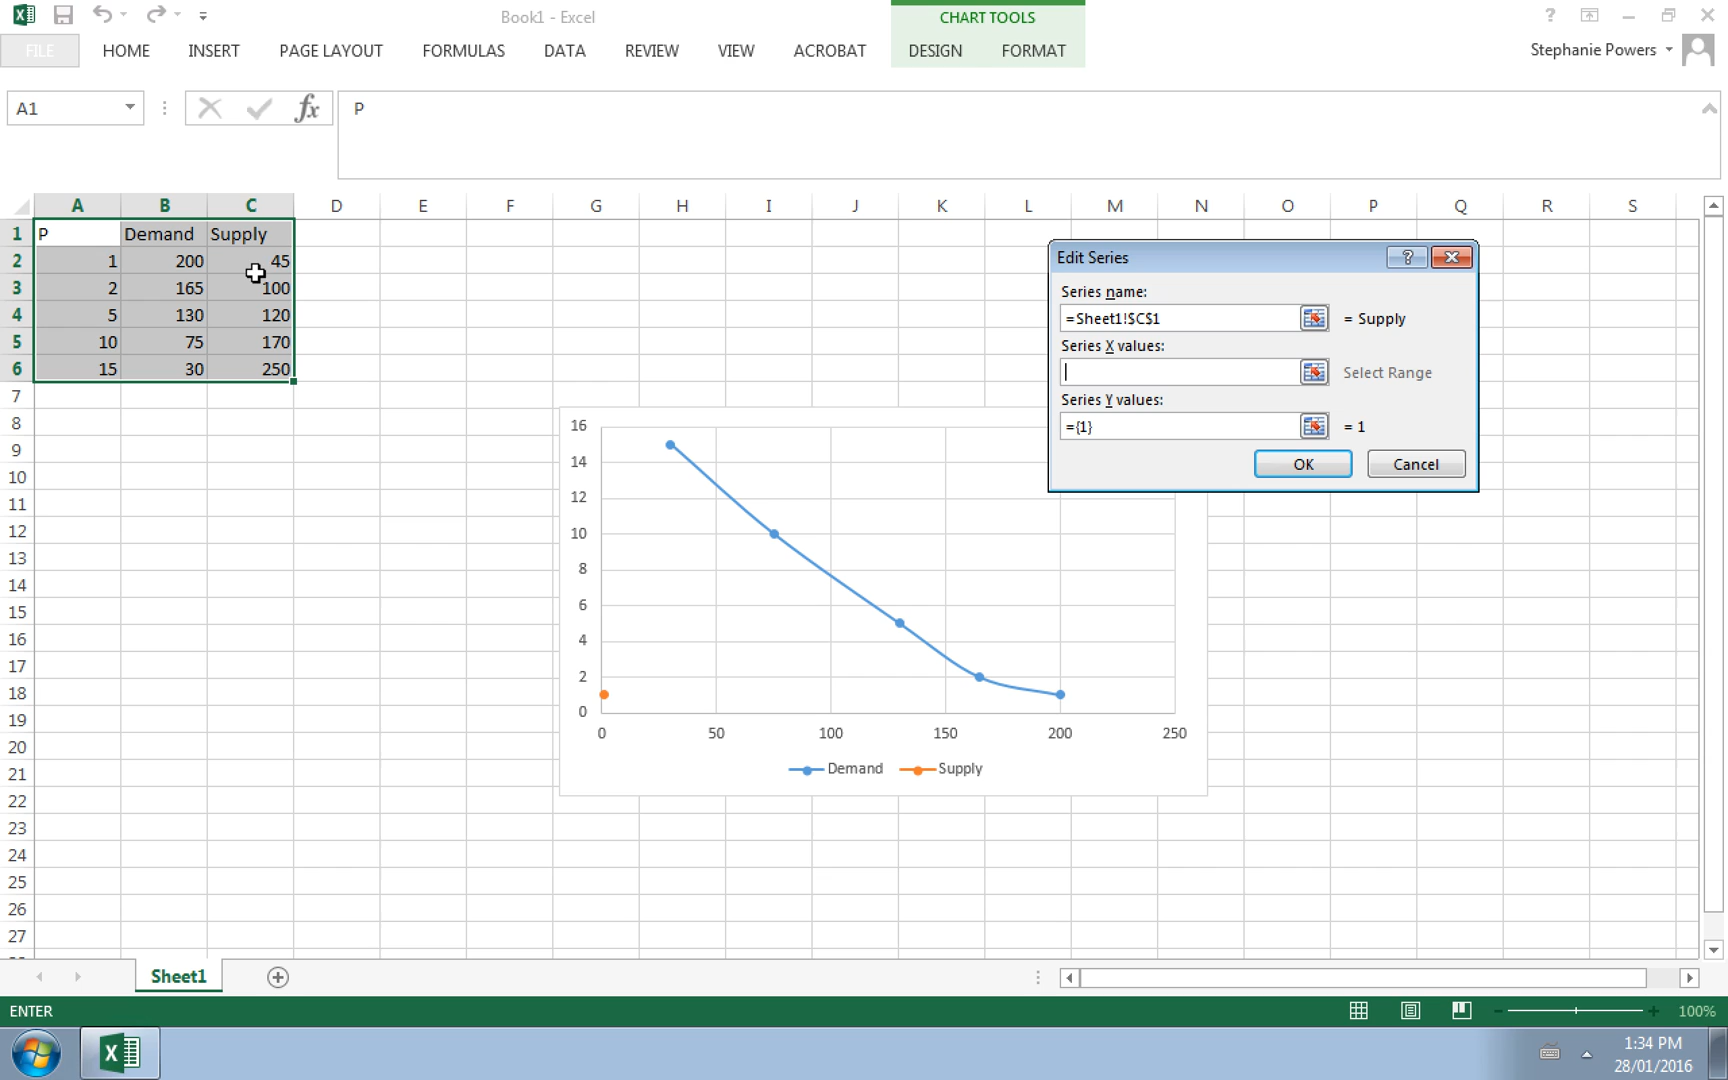 Book1 - Excel
CHART TOOLS
?
FILE HOME INSERT PAGE LAYOUT FORMULAS DATA REVIEW VIEW ACROBAT DESIGN FORMAT Stephanie Powers
A1 fx P
A B C D E F G H I J K L M N O P Q R S
1 P Demand Supply
2 1 200 45
3 2 165 100
4 5 130 120
5 10 75 170
6 15 30 250
7
8
9
10
11
12
13
14
15
16
17
18
19
20
21
22
23
24
25
26
27
Edit Series
?
Series name:
=Sheet1!$C$1 = Supply
Series X values:
Select Range
Series Y values:
={1} = 1
OK Cancel
16
14
12
10
8
6
4
2
0
0 50 100 150 200 250
Demand Supply
Sheet1
ENTER 100%
1:34 PM
28/01/2016